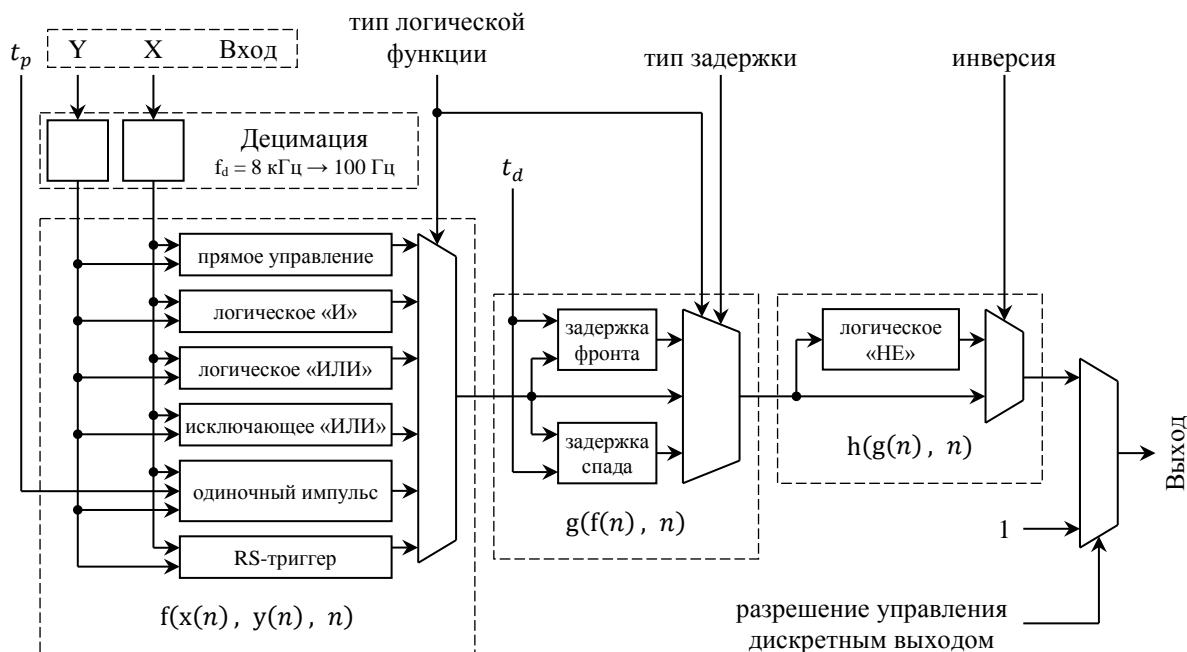 тип логической
функции
тип задержки
инверсия
t_p
Y X Вход
Децимация
f_d = 8 кГц → 100 Гц
t_d
прямое управление
логическое «И»
логическое «ИЛИ»
исключающее «ИЛИ»
одиночный импульс
RS-триггер
f(x(n) , y(n) , n)
задержка
фронта
задержка
спада
g(f(n) , n)
логическое
«НЕ»
h(g(n) , n)
1
Выход
разрешение управления
дискретным выходом